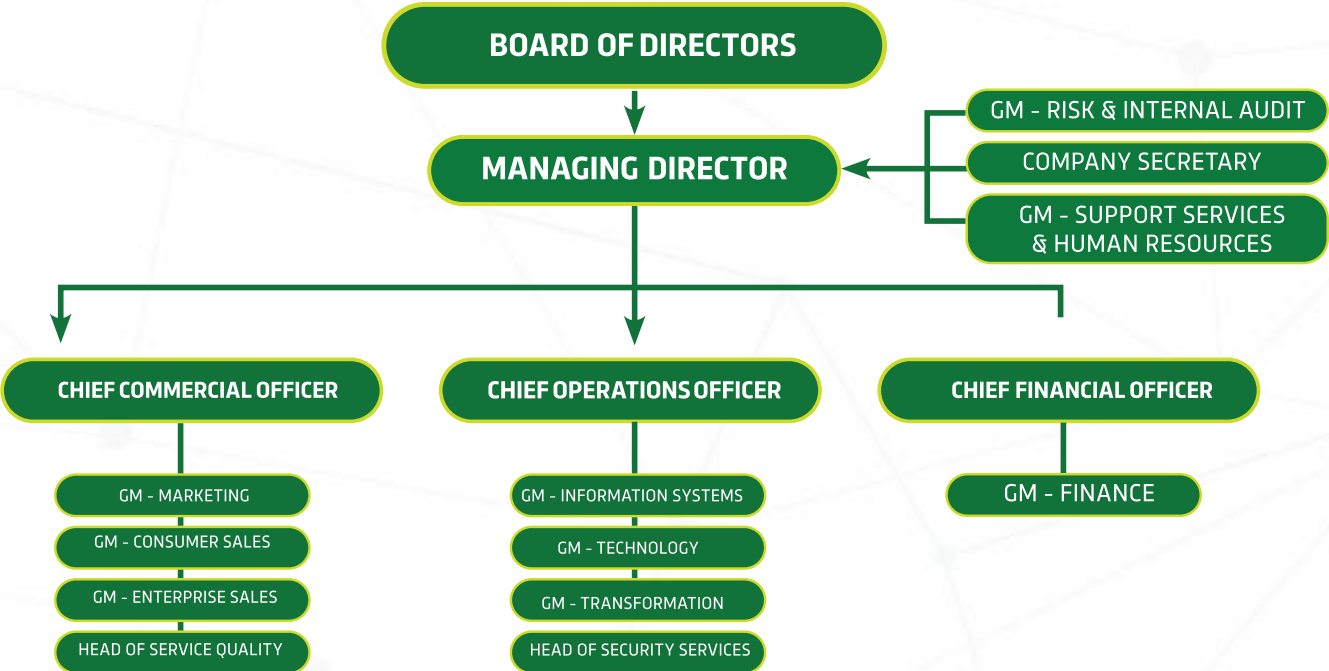 BOARD OF DIRECTORS
MANAGING DIRECTOR
GM - RISK & INTERNAL AUDIT
COMPANY SECRETARY
GM - SUPPORT SERVICES
& HUMAN RESOURCES
CHIEF COMMERCIAL OFFICER
GM - MARKETING
GM - CONSUMER SALES
GM - ENTERPRISE SALES
HEAD OF SERVICE QUALITY
CHIEF OPERATIONS OFFICER
GM - INFORMATION SYSTEMS
GM - TECHNOLOGY
GM - TRANSFORMATION
HEAD OF SECURITY SERVICES
CHIEF FINANCIAL OFFICER
GM - FINANCE